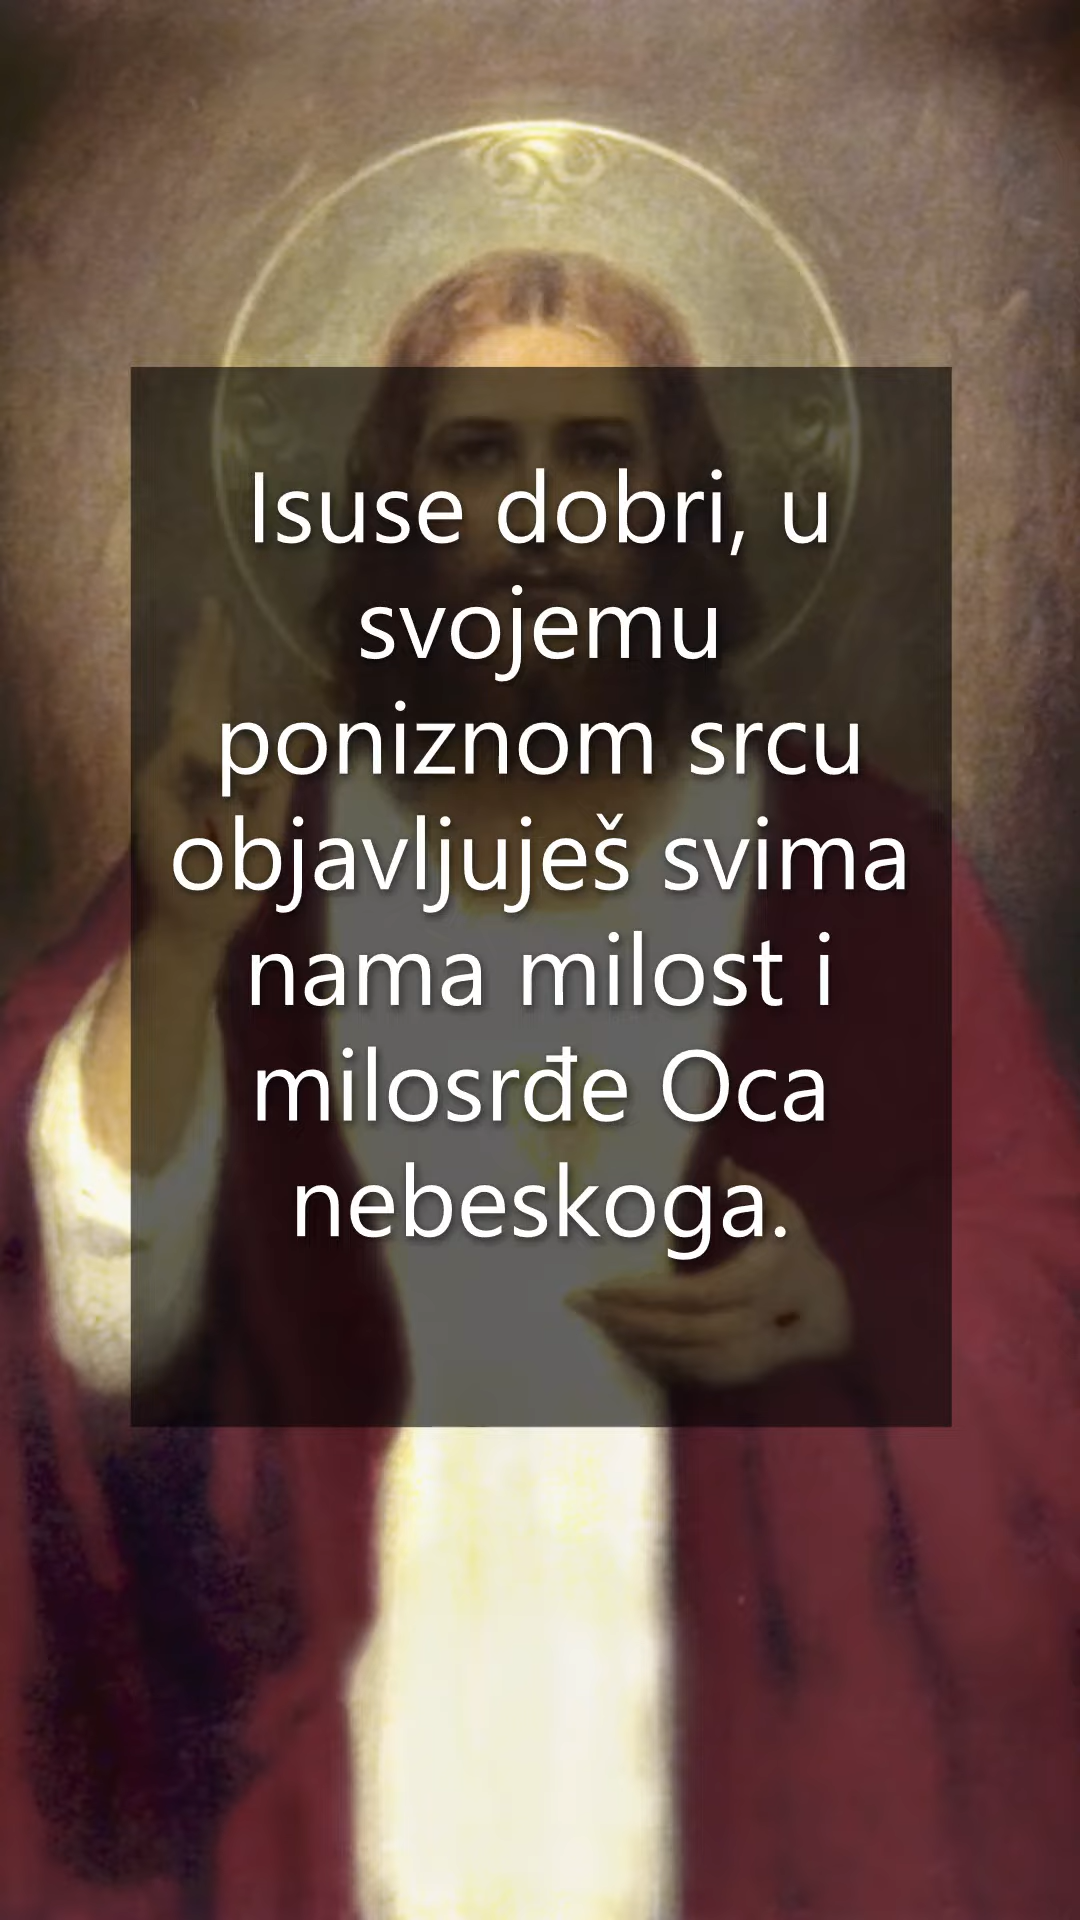 Isuse dobri, u
svojemu
poniznom srcu
objavljuješ svima
nama milost i
milosrđe Oca
nebeskoga.